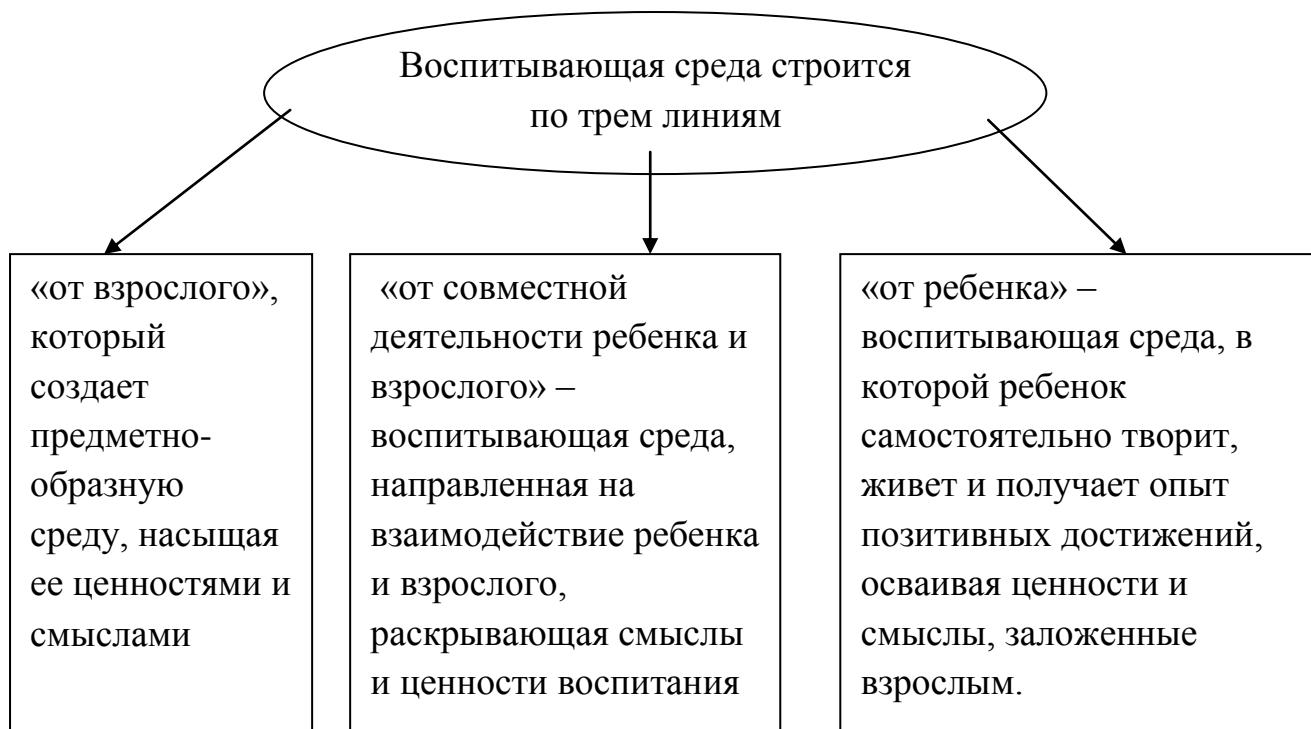 Воспитывающая среда строится
по трем линиям
«от взрослого»,
который
создает
предметно-
образную
среду, насыщая
ее ценностями и
смыслами
«от совместной
деятельности ребенка и
взрослого» –
воспитывающая среда,
направленная на
взаимодействие ребенка
и взрослого,
раскрывающая смыслы
и ценности воспитания
«от ребенка» –
воспитывающая среда, в
которой ребенок
самостоятельно творит,
живет и получает опыт
позитивных достижений,
осваивая ценности и
смыслы, заложенные
взрослым.